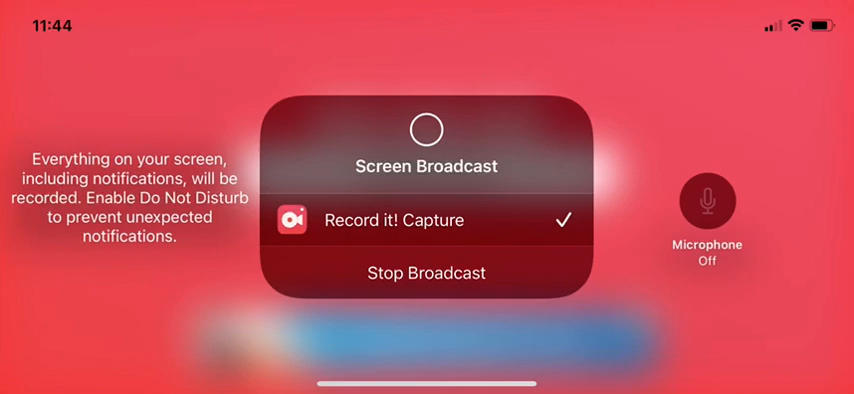 11:44
Everything on your screen,
including notifications, will be
recorded. Enable Do Not Disturb
to prevent unexpected
notifications.
Screen Broadcast
Record it! Capture
Stop Broadcast
Microphone
Off